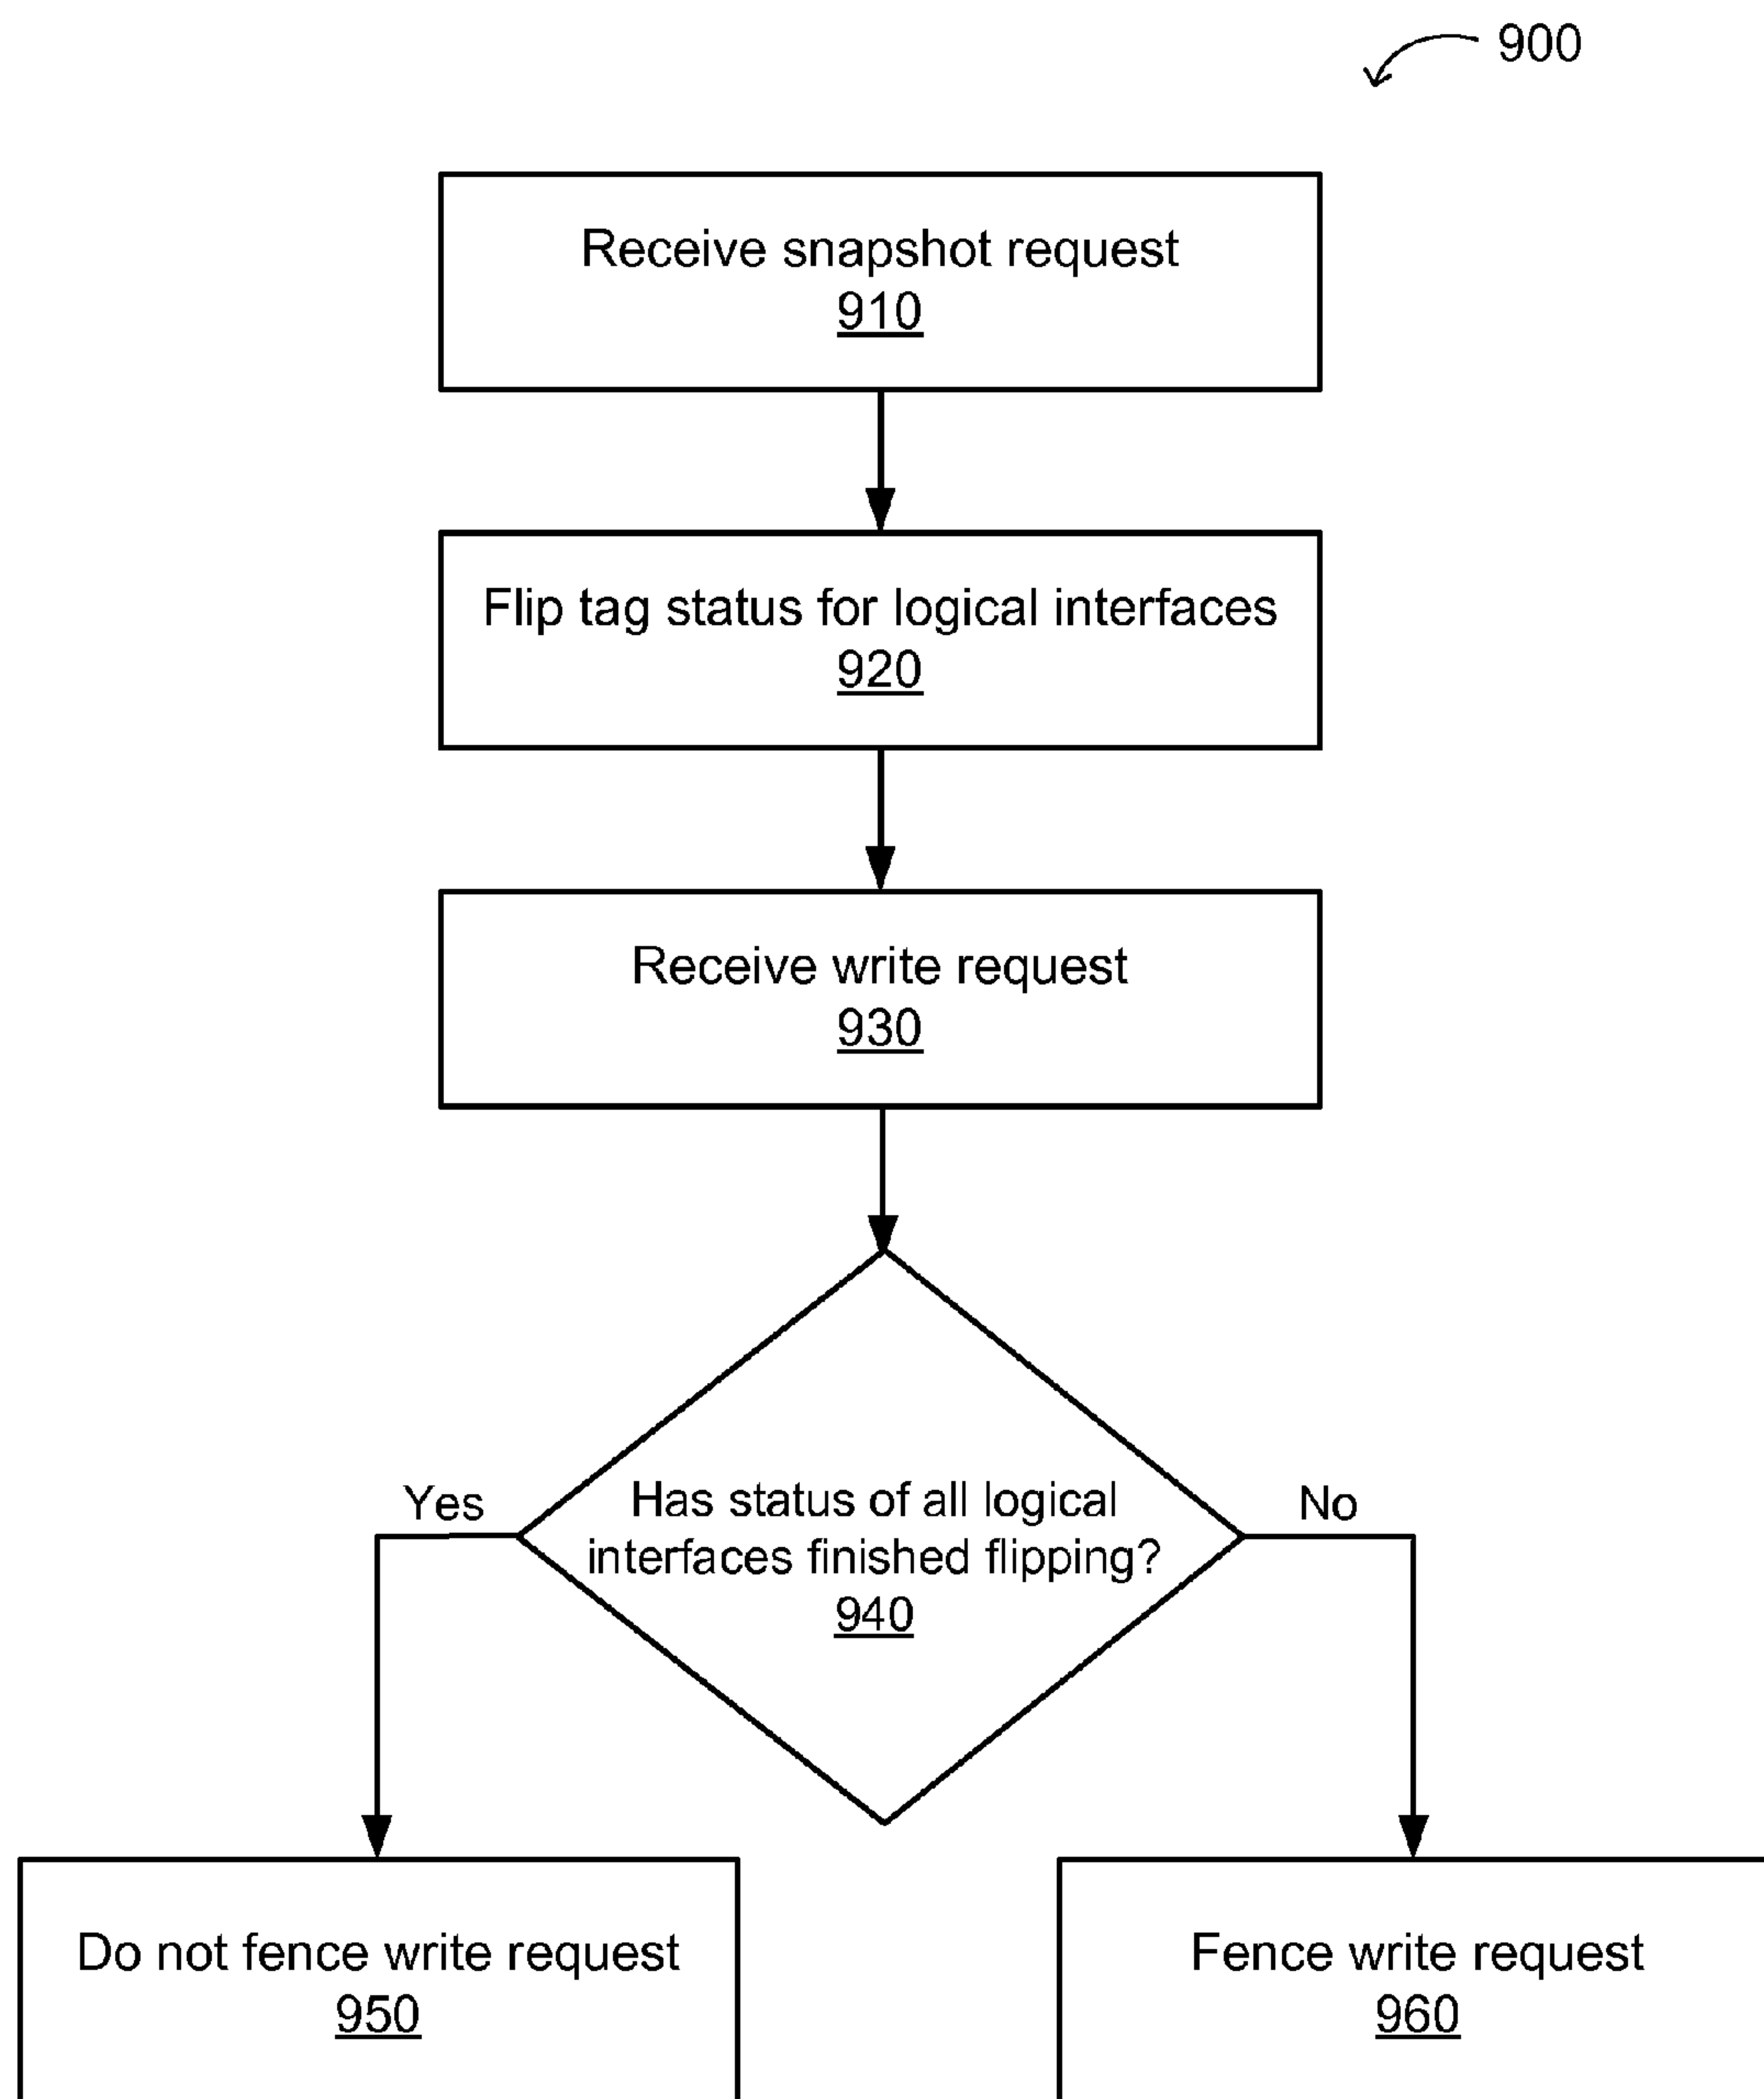 900
Receive snapshot request
910
Flip tag status for logical interfaces
920
Receive write request
930
Yes
Has status of all logical
interfaces finished flipping?
940
No
Do not fence write request
950
Fence write request
960